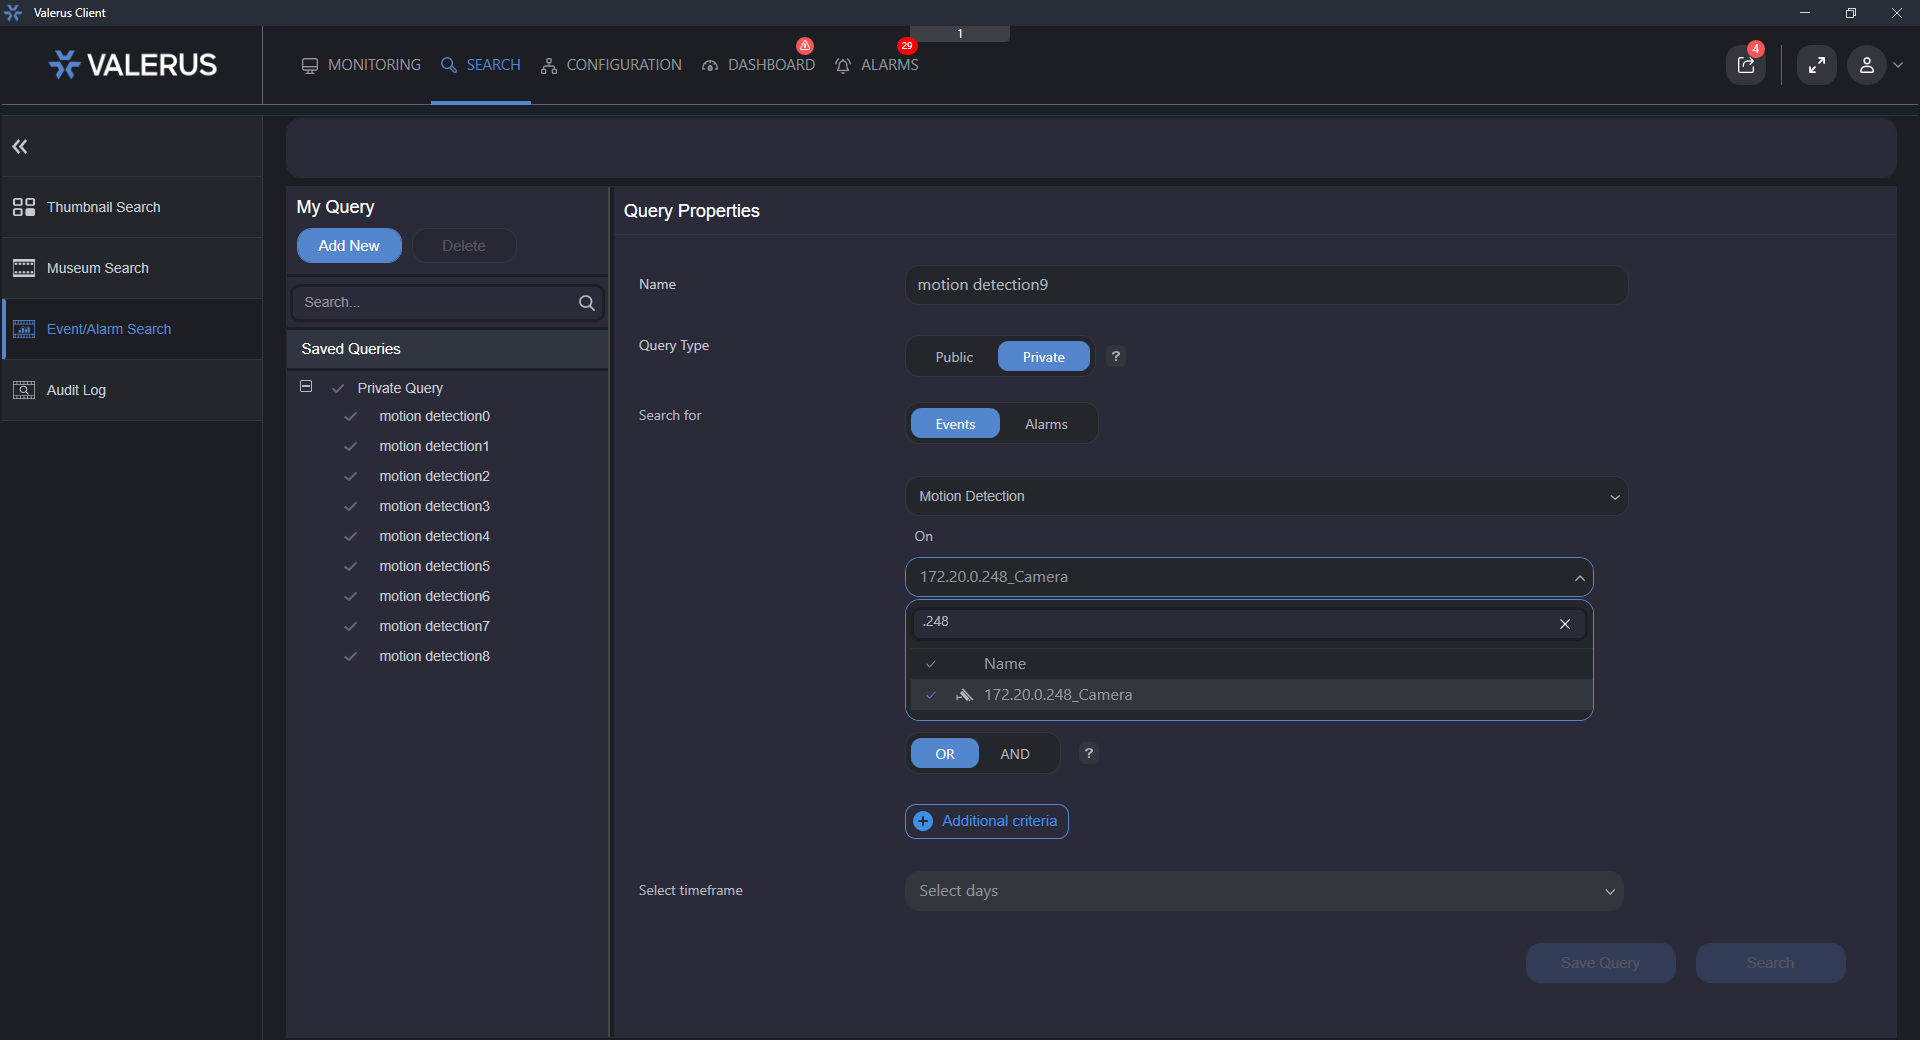 Valerus Client
1
VALERUS
MONITORING
SEARCH
CONFIGURATION
DASHBOARD
29
ALARMS
4
Thumbnail Search
Museum Search
Event/Alarm Search
Audit Log
My Query
Add New
Delete
Search...
Saved Queries
Private Query
motion detection0
motion detection1
motion detection2
motion detection3
motion detection4
motion detection5
motion detection6
motion detection7
motion detection8
Query Properties
Name
motion detection9
Query Type
Public
Private
?
Search for
Events
Alarms
Motion Detection
On
172.20.0.248_Camera
.248
Name
172.20.0.248_Camera
OR
AND
?
Additional criteria
Select timeframe
Select days
Save Query
Search